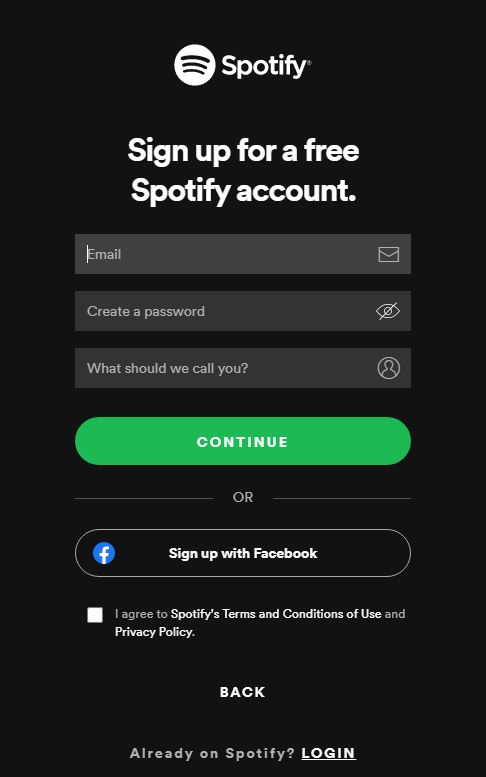 Spotify®
Sign up for a free
Spotify account.
Email
Create a password
What should we call you?
CONTINUE
OR
Sign up with Facebook
I agree to Spotify's Terms and Conditions of Use and
Privacy Policy.
BACK
Already on Spotify? LOGIN